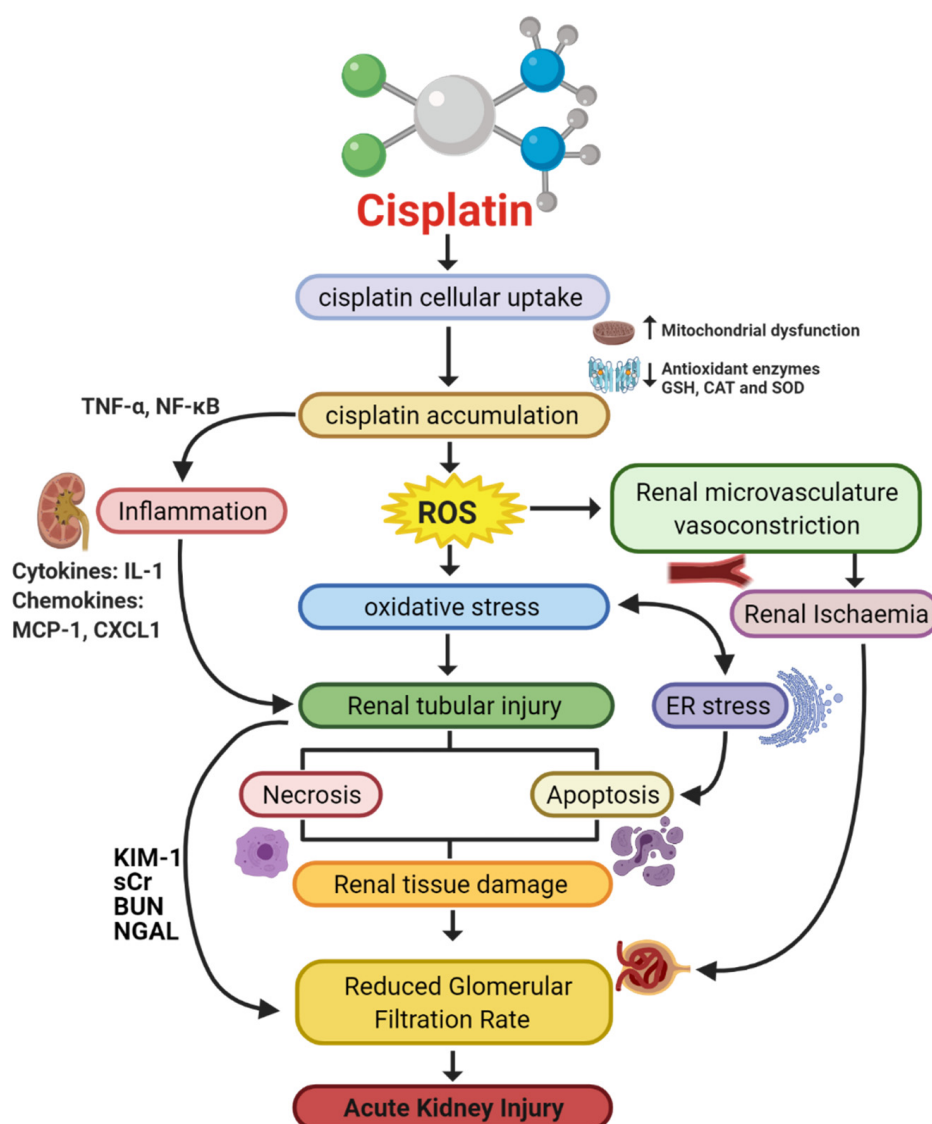 Cisplatin
cisplatin cellular uptake
Mitochondrial dysfunction
Antioxidant enzymes
GSH, CAT and SOD
TNF-α, NF-κB
cisplatin accumulation
Inflammation
ROS
Renal microvasculature
vasoconstriction
Cytokines: IL-1
Chemokines:
MCP-1, CXCL1
oxidative stress
Renal Ischaemia
Renal tubular injury
ER stress
Necrosis
Apoptosis
KIM-1
sCr
BUN
NGAL
Renal tissue damage
Reduced Glomerular
Filtration Rate
Acute Kidney Injury